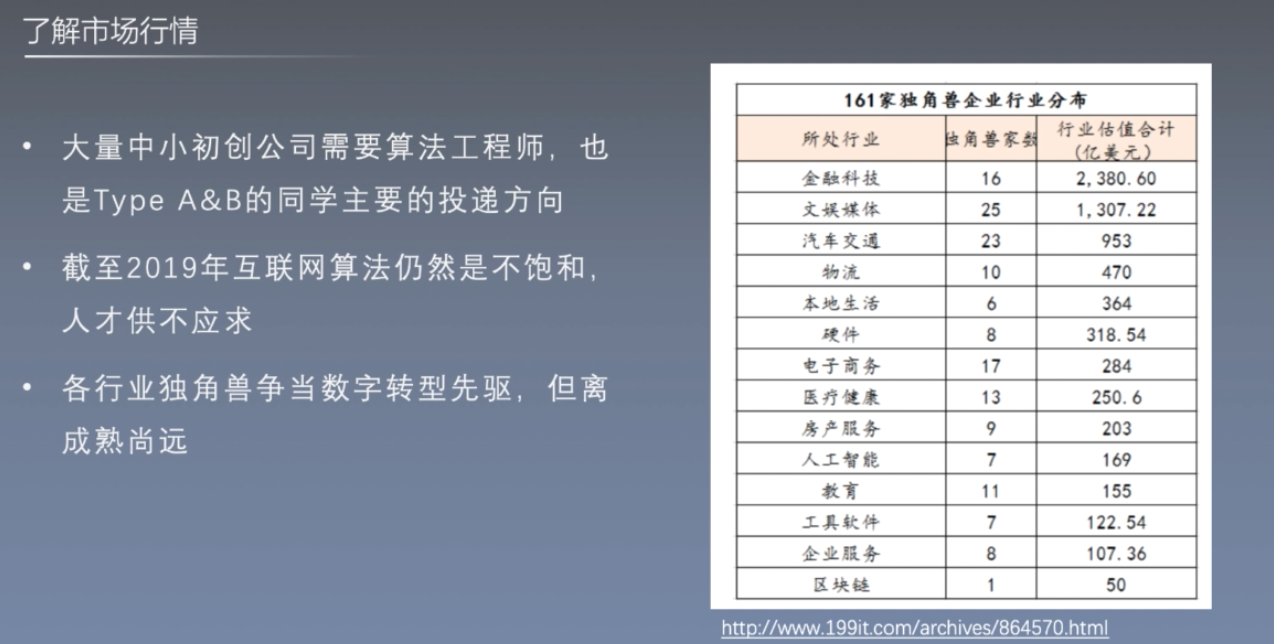 了解市场行情
• 大量中小初创公司需要算法工程师，也
是Type A&B的同学主要的投递方向
• 截至2019年互联网算法仍然是不饱和，
人才供不应求
• 各行业独角兽争当数字转型先驱，但离
成熟尚远
161家独角兽企业行业分布
所处行业 独角兽家数 行业估值合计
(亿美元)
金融科技 16 2,380.60
文娱媒体 25 1,307.22
汽车交通 23 953
物流 10 470
本地生活 6 364
硬件 8 318.54
电子商务 17 284
医疗健康 13 250.6
房产服务 9 203
人工智能 7 169
教育 11 155
工具软件 7 122.54
企业服务 8 107.36
区块链 1 50
http://www.199it.com/archives/864570.html